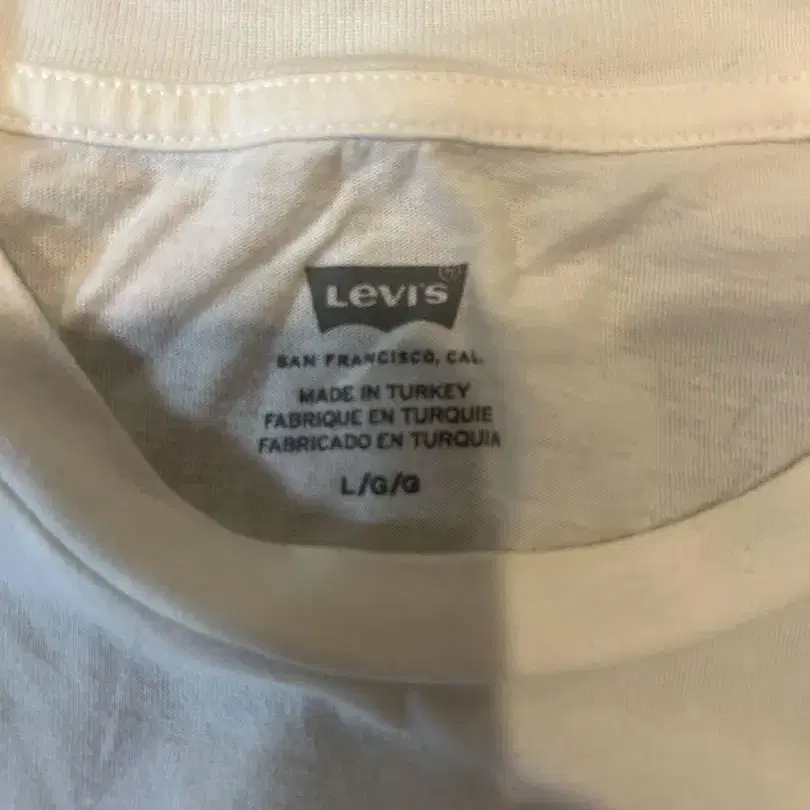 Levi's
SAN FRANCISCO, CAL.
MADE IN TURKEY
FABRIQUE EN TURQUIE
FABRICADO EN TURQUIA
L/G/G